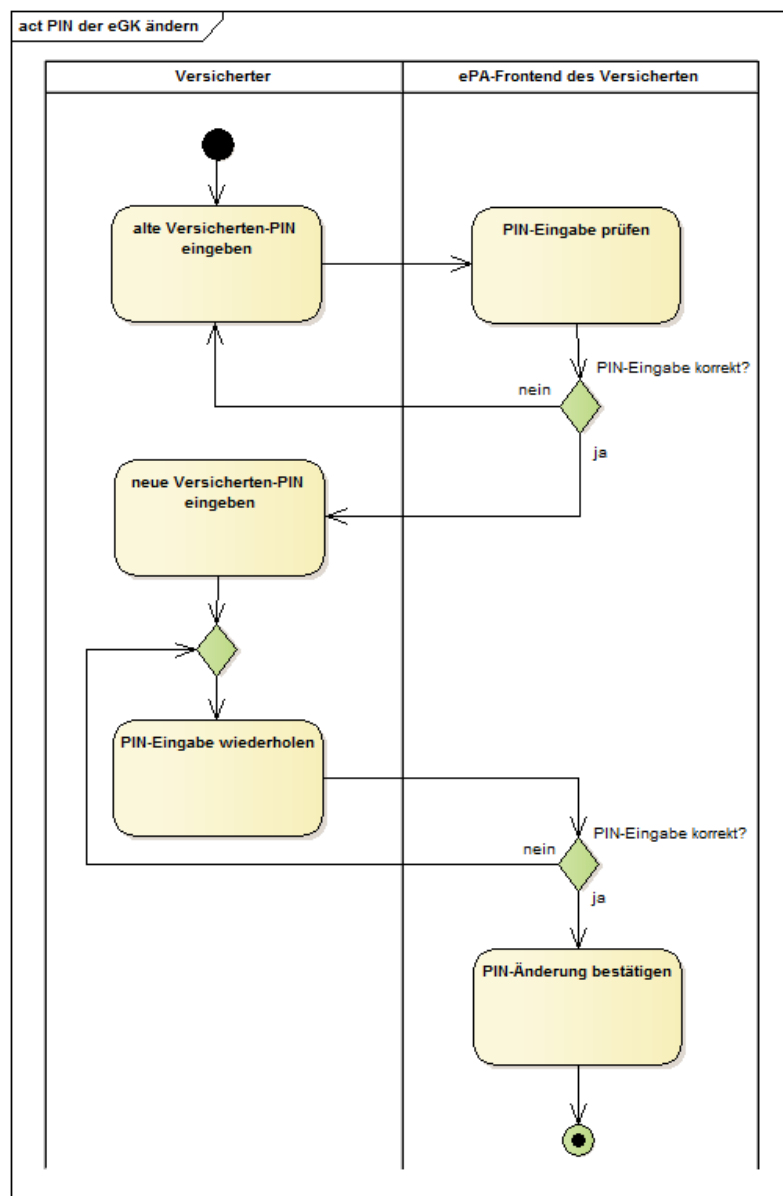 act PIN der eGK ändern
Versicherter
ePA-Frontend des Versicherten
alte Versicherten-PIN
eingeben
PIN-Eingabe prüfen
PIN-Eingabe korrekt?
nein
ja
neue Versicherten-PIN
eingeben
PIN-Eingabe wiederholen
PIN-Eingabe korrekt?
nein
ja
PIN-Änderung bestätigen